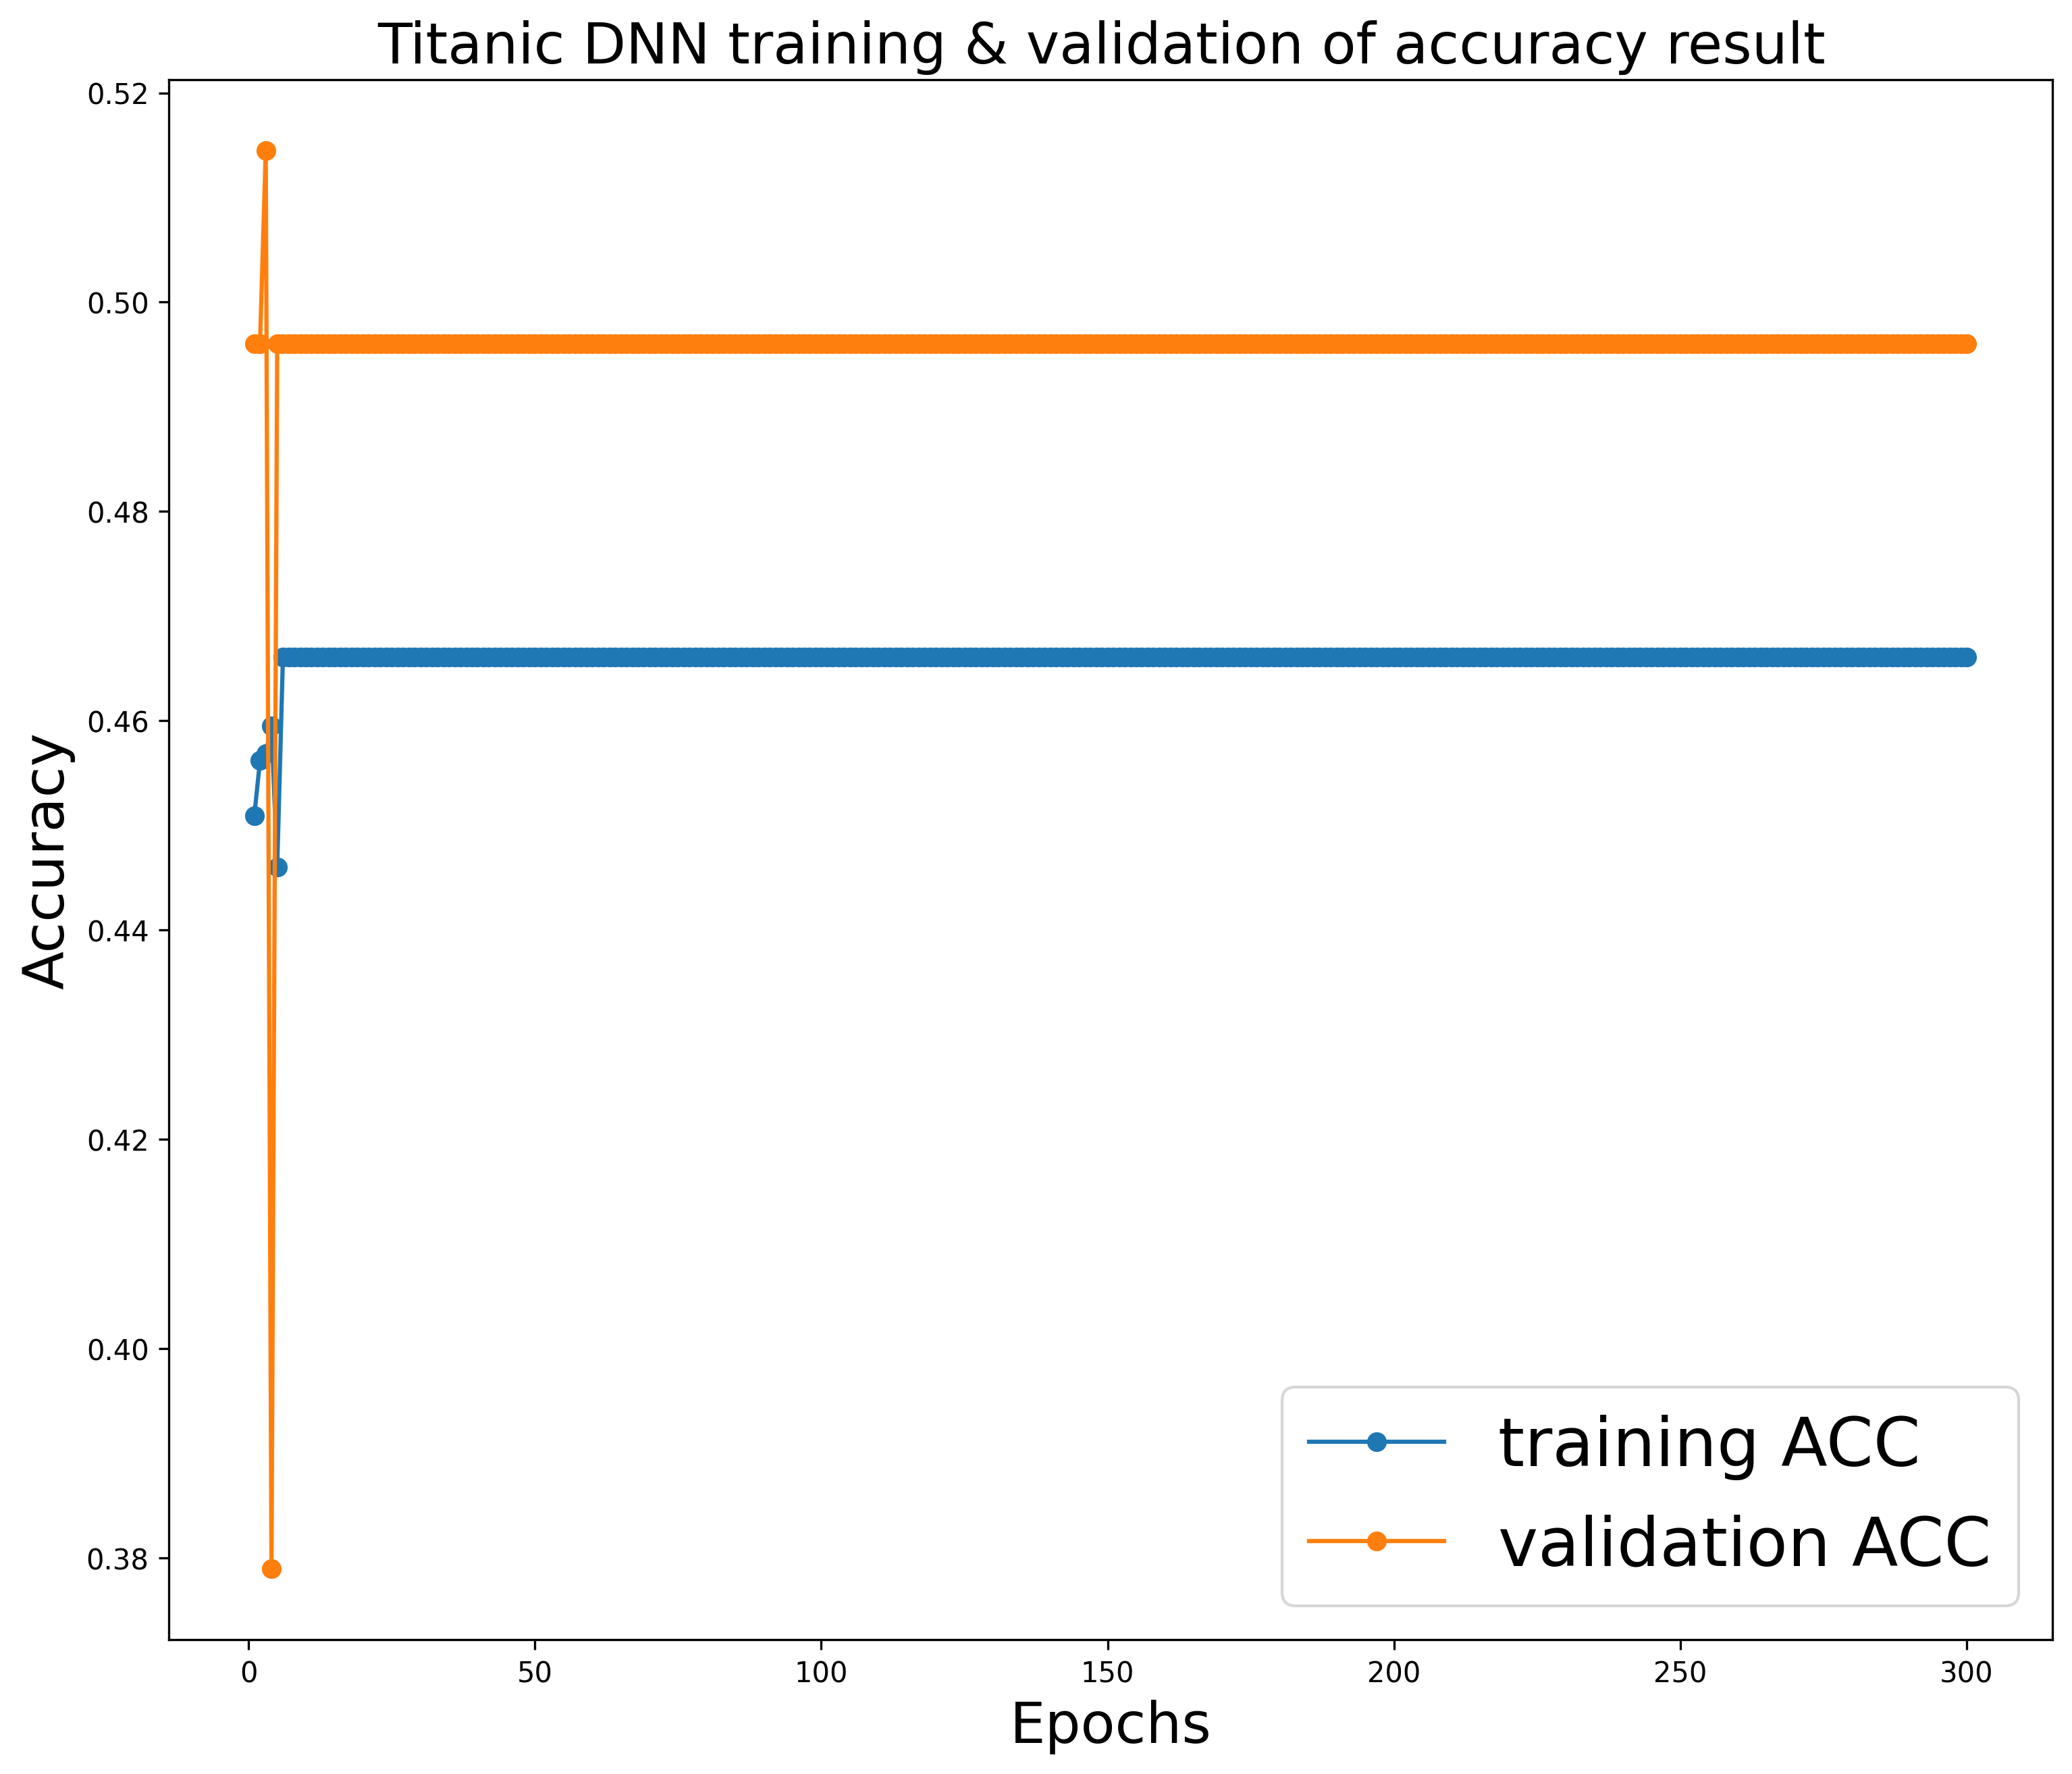 Titanic DNN training & validation of accuracy result
0.52
0.50
0.48
0.46
0.44
0.42
0.40
0.38
Accuracy
training ACC
validation ACC
0 50 100 150 200 250 300
Epochs